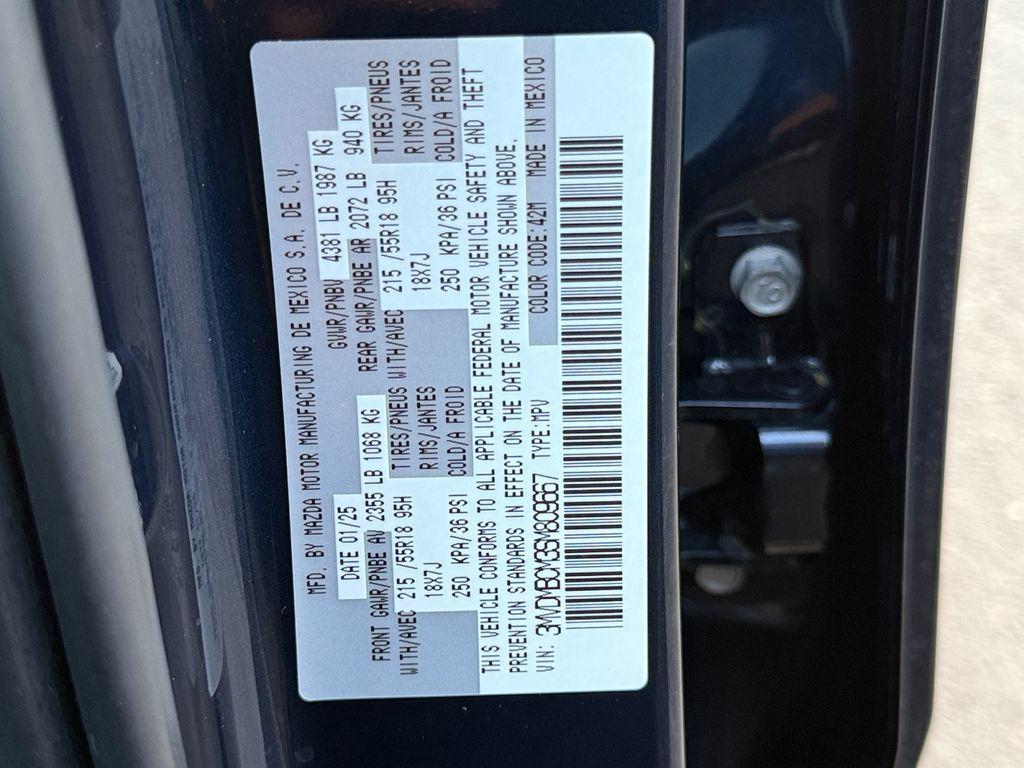 MFD. BY MAZDA MOTOR MANUFACTURING DE MEXICO S.A. DE C.V.
DATE 01/25 GVWR/PNBV 4381 LB 1987 KG
FRONT GAWR/PNBE AV 2355 LB 1068 KG REAR GAWR/PNBE AR 2072 LB 940 KG
WITH/AVEC 215 /55R18 95H TIRES/PNEUS WITH/AVEC 215 /55R18 95H TIRES/PNEUS
18X7J RIMS/JANTES 18X7J RIMS/JANTES
250 KPA/36 PSI COLD/A FROID 250 KPA/36 PSI COLD/A FROID
THIS VEHICLE CONFORMS TO ALL APPLICABLE FEDERAL MOTOR VEHICLE SAFETY AND THEFT
PREVENTION STANDARDS IN EFFECT ON THE DATE OF MANUFACTURE SHOWN ABOVE.
VIN: 3MVDMBCM3SM809667 TYPE:MPV COLOR CODE:42M MADE IN MEXICO